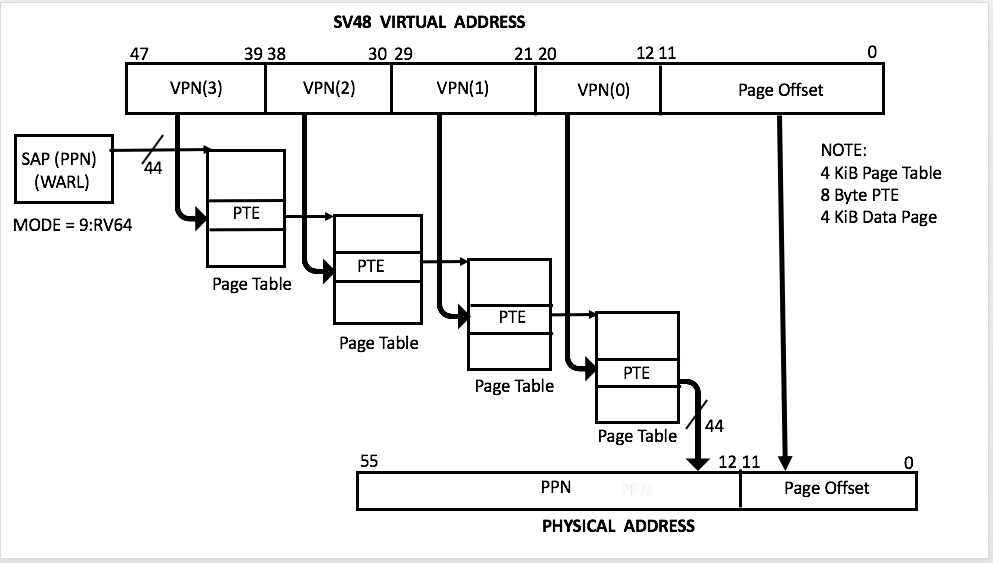 SV48 VIRTUAL ADDRESS
47 39 38 30 29 21 20 12 11 0
VPN(3) VPN(2) VPN(1) VPN(0) Page Offset
SAP (PPN)
(WARL)
44
MODE = 9:RV64
NOTE:
4 KiB Page Table
8 Byte PTE
4 KiB Data Page
PTE
Page Table
PTE
Page Table
PTE
Page Table
PTE
Page Table
44
55 12 11 0
PPN PPM Page Offset
PHYSICAL ADDRESS